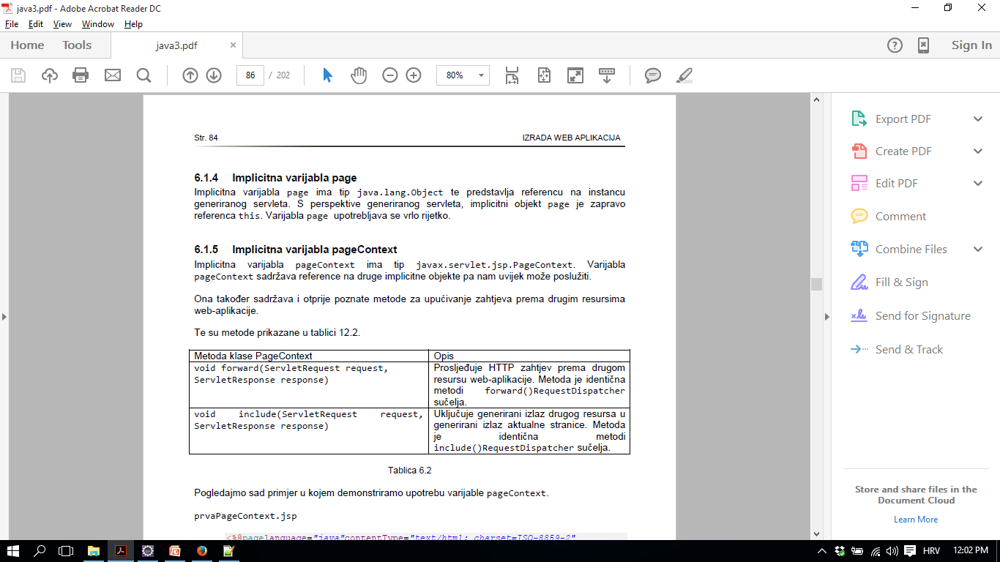 java3.pdf - Adobe Acrobat Reader DC
File Edit View Window Help
Home Tools java3.pdf × ? Sign In
86 / 202 80%
Str. 84 IZRADA WEB APLIKACIJA
6.1.4 Implicitna varijabla page
Implicitna varijabla page ima tip java.lang.Object te predstavlja referencu na instancu
generiranog servleta. S perspektive generiranog servleta, implicitni objekt page je zapravo
referenca this. Varijabla page upotrebljava se vrlo rijetko.
6.1.5 Implicitna varijabla pageContext
Implicitna varijabla pageContext ima tip javax.servlet.jsp.PageContext. Varijabla
pageContext sadržava reference na druge implicitne objekte pa nam uvijek može poslužiti.
Ona također sadržava i otprije poznate metode za upućivanje zahtjeva prema drugim resursima
web-aplikacije.
Te su metode prikazane u tablici 12.2.
Metoda klase PageContext
Opis
void forward(ServletRequest request,
ServletResponse response)
Prosljeđuje HTTP zahtjev prema drugom
resursu web-aplikacije. Metoda je identična
metodi forward()RequestDispatcher
sučelja.
void include(ServletRequest request,
ServletResponse response)
Uključuje generirani izlaz drugog resursa u
generirani izlaz aktualne stranice. Metoda
je identična metodi
include()RequestDispatcher sučelja.
Tablica 6.2
Pogledajmo sad primjer u kojem demonstriramo upotrebu varijable pageContext.
prvaPageContext.jsp
<%@pagelanguage="java"contentType="text/html; charset=ISO-8859-2"
Export PDF
Create PDF
Edit PDF
Comment
Combine Files
Fill & Sign
Send for Signature
Send & Track
Store and share files in the
Document Cloud
Learn More
HRV 12:02 PM